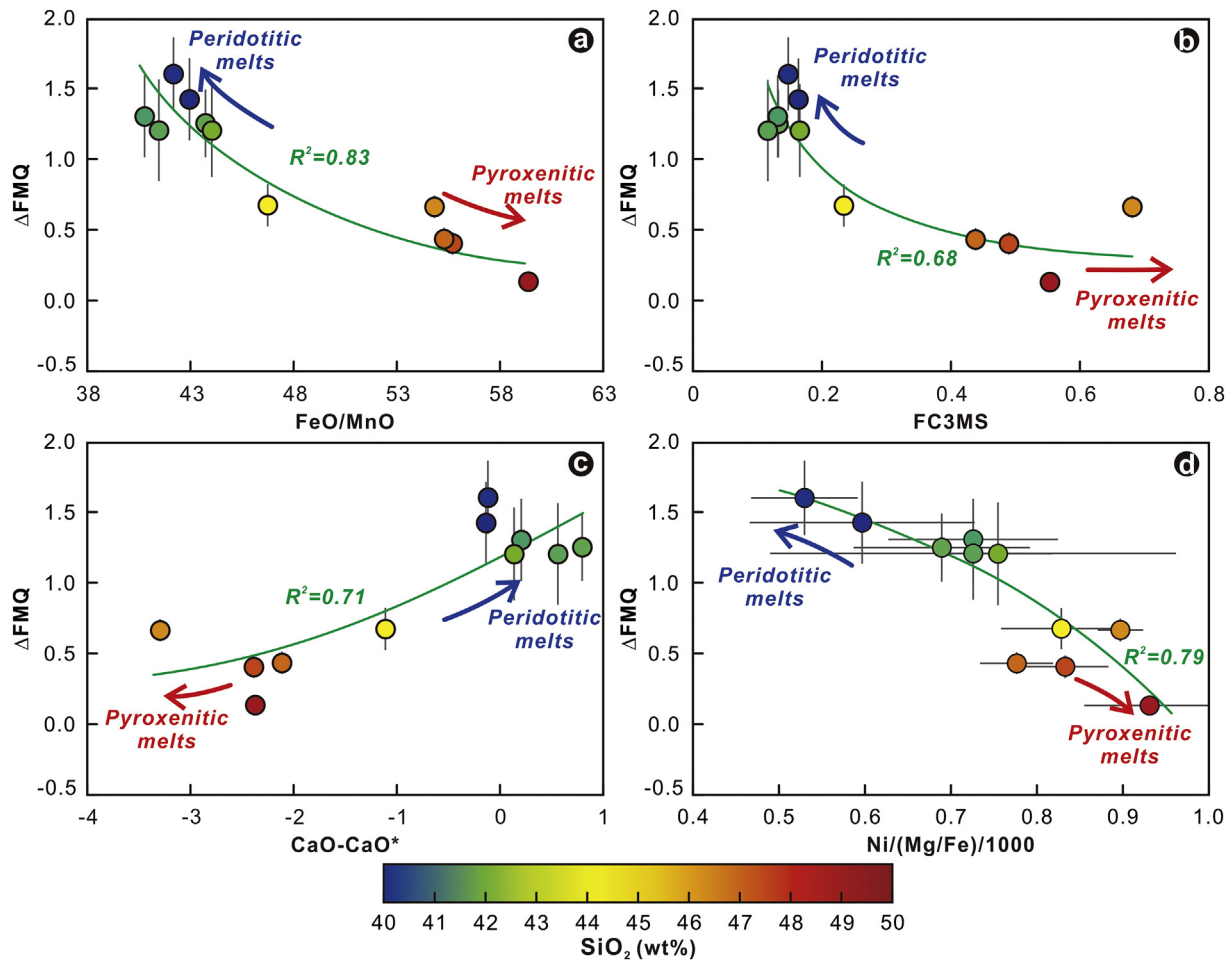 a
2.0
1.5
1.0
0.5
0.0
-0.5
ΔFMQ
Peridotitic
melts
R²=0.83
Pyroxenitic
melts
38
43
48
53
58
63
FeO/MnO
b
2.0
1.5
1.0
0.5
0.0
-0.5
ΔFMQ
Peridotitic
melts
R²=0.68
Pyroxenitic
melts
0
0.2
0.4
0.6
0.8
FC3MS
c
2.0
1.5
1.0
0.5
0.0
-0.5
ΔFMQ
R²=0.71
Peridotitic
melts
Pyroxenitic
melts
-4
-3
-2
-1
0
1
CaO-CaO*
d
2.0
1.5
1.0
0.5
0.0
-0.5
ΔFMQ
Peridotitic
melts
R²=0.79
Pyroxenitic
melts
0.4
0.5
0.6
0.7
0.8
0.9
1.0
Ni/(Mg/Fe)/1000
40
41
42
43
44
45
46
47
48
49
50
SiO₂ (wt%)